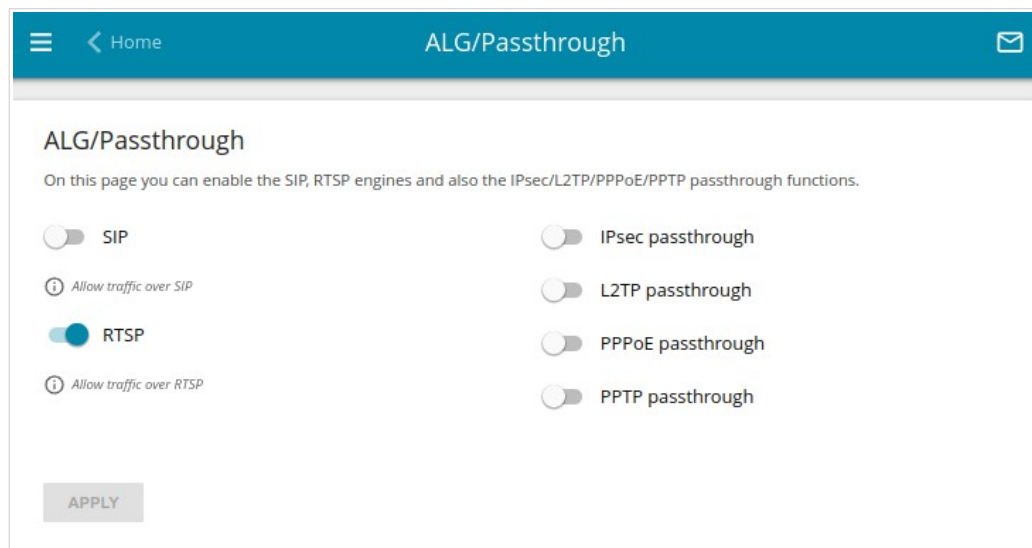 Home
ALG/Passthrough
ALG/Passthrough
On this page you can enable the SIP, RTSP engines and also the IPsec/L2TP/PPPoE/PPTP passthrough functions.
SIP
Allow traffic over SIP
RTSP
Allow traffic over RTSP
IPsec passthrough
L2TP passthrough
PPPoE passthrough
PPTP passthrough
APPLY